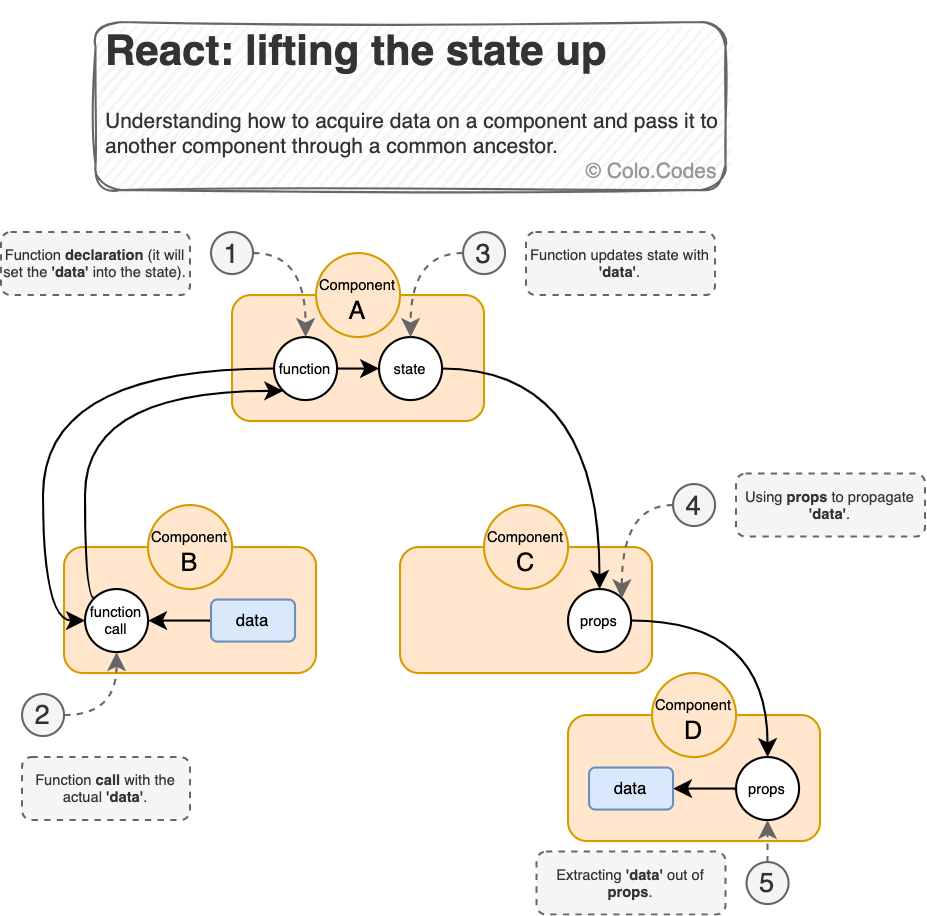 React: lifting the state up
Understanding how to acquire data on a component and pass it to
another component through a common ancestor.
© Colo.Codes
Function declaration (it will
set the 'data' into the state).
1
3
Function updates state with
'data'.
Component
A
function
state
4
Using props to propagate
'data'.
Component
B
function
call
data
Component
C
props
2
Function call with the
actual 'data'.
Component
D
data
props
Extracting 'data' out of
props.
5